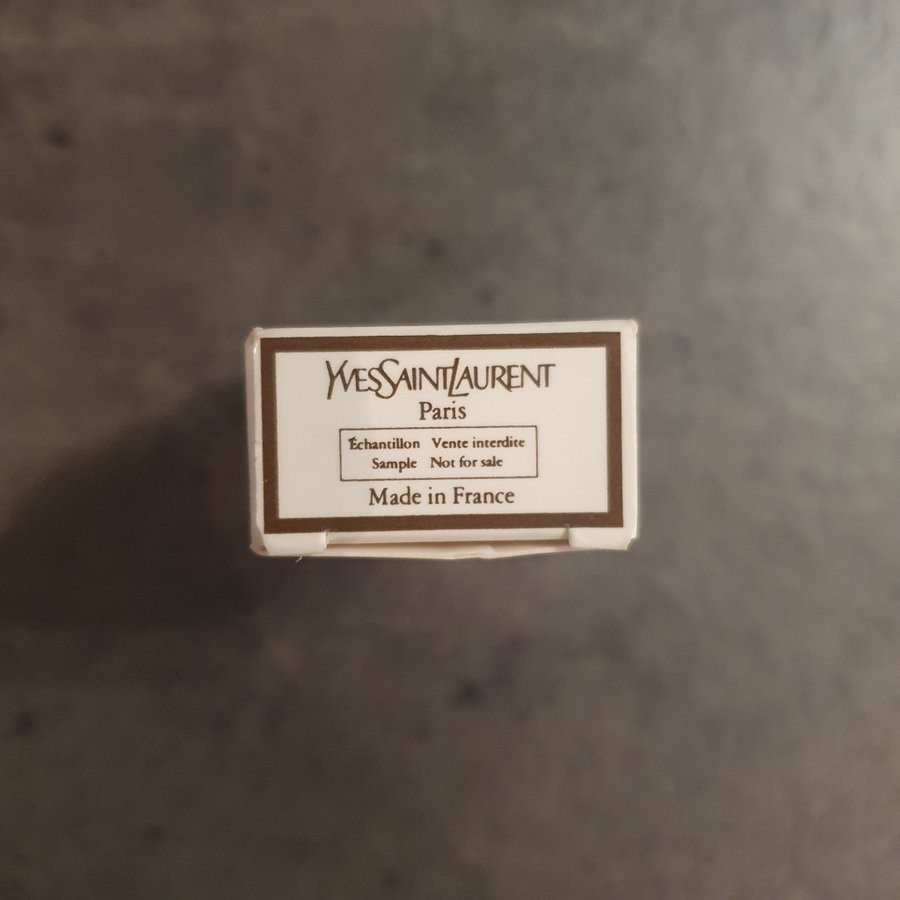 YVESSAINTLAURENT
Paris
Échantillon Vente interdite
Sample Not for sale
Made in France